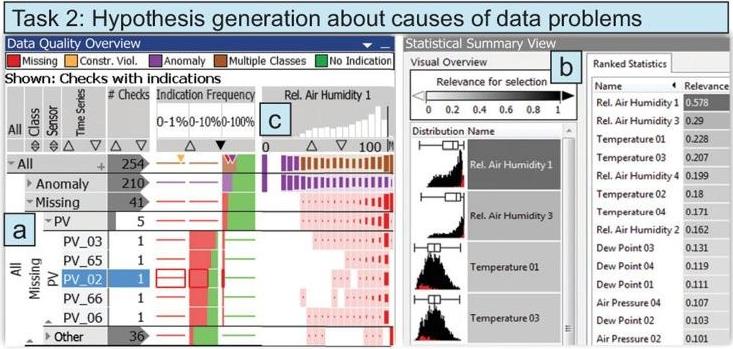 Task 2: Hypothesis generation about causes of data problems
Data Quality Overview
Missing Constr. Viol. Anomaly Multiple Classes No Indication
Shown: Checks with indications
All Class Sensor Time Series # Checks Indication Frequency Rel. Air Humidity 1
0-1% 0-10% 0-100%
c
0 100
All 254
Anomaly 210
Missing 41
PV 5
a
All Missing PV
PV_03 1
PV_65 1
PV_02 1
PV_66 1
PV_06 1
Other 36
Statistical Summary View
Visual Overview
Relevance for selection
0 0.2 0.4 0.6 0.8 1
b
Distribution Name
Rel. Air Humidity 1
Rel. Air Humidity 3
Temperature 01
Temperature 03
Ranked Statistics
Name Relevance
Rel. Air Humidity 1 0.578
Rel. Air Humidity 3 0.29
Temperature 01 0.228
Temperature 03 0.207
Rel. Air Humidity 4 0.199
Temperature 02 0.18
Temperature 04 0.171
Rel. Air Humidity 2 0.162
Dew Point 03 0.131
Dew Point 04 0.119
Dew Point 01 0.111
Air Pressure 04 0.107
Dew Point 02 0.103
Air Pressure 02 0.101